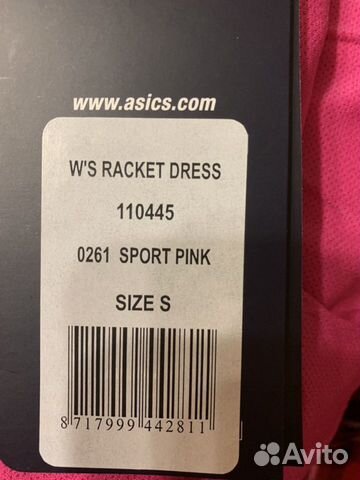 www.asics.com
W'S RACKET DRESS
110445
0261 SPORT PINK
SIZE S
8 717999 442811
Avito